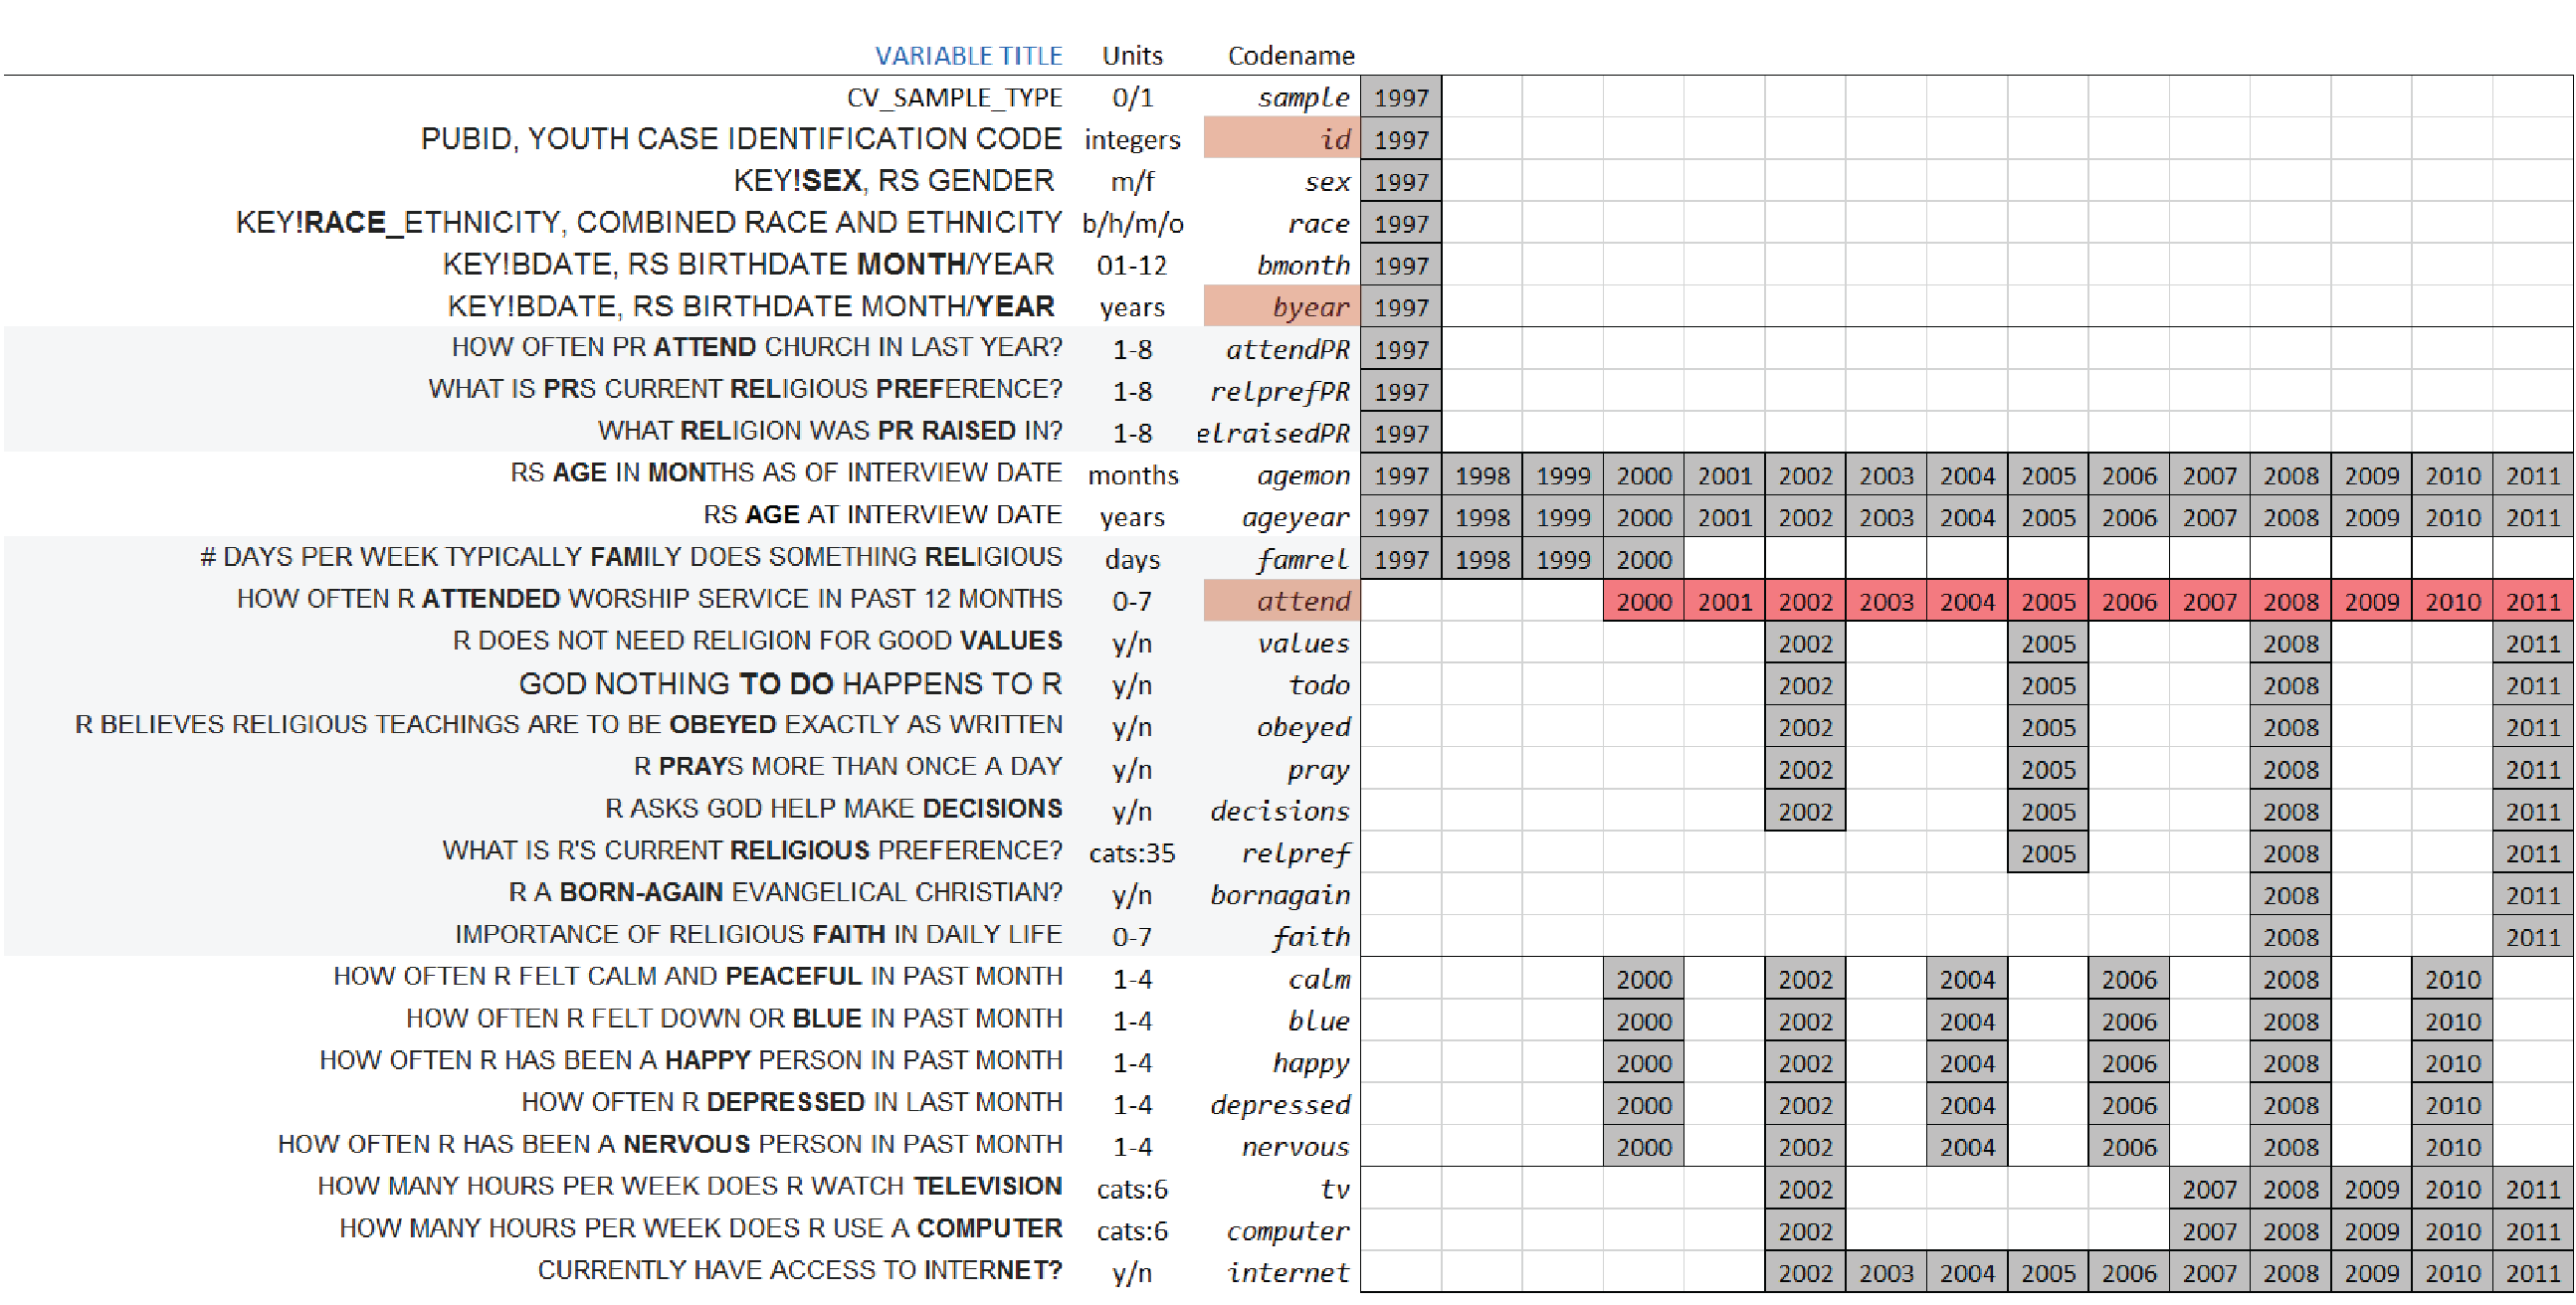 VARIABLE TITLE Units Codename
CV_SAMPLE_TYPE 0/1 sample 1997
PUBID, YOUTH CASE IDENTIFICATION CODE integers id 1997
KEY!SEX, RS GENDER m/f sex 1997
KEY!RACE_ETHNICITY, COMBINED RACE AND ETHNICITY b/h/m/o race 1997
KEY!BDATE, RS BIRTHDATE MONTH/YEAR 01-12 bmonth 1997
KEY!BDATE, RS BIRTHDATE MONTH/YEAR years byear 1997
HOW OFTEN PR ATTEND CHURCH IN LAST YEAR? 1-8 attendPR 1997
WHAT IS PRS CURRENT RELIGIOUS PREFERENCE? 1-8 relprefPR 1997
WHAT RELIGION WAS PR RAISED IN? 1-8 elraisedPR 1997
RS AGE IN MONTHS AS OF INTERVIEW DATE months agemon 1997 1998 1999 2000 2001 2002 2003 2004 2005 2006 2007 2008 2009 2010 2011
RS AGE AT INTERVIEW DATE years ageyear 1997 1998 1999 2000 2001 2002 2003 2004 2005 2006 2007 2008 2009 2010 2011
# DAYS PER WEEK TYPICALLY FAMILY DOES SOMETHING RELIGIOUS days famrel 1997 1998 1999 2000
HOW OFTEN R ATTENDED WORSHIP SERVICE IN PAST 12 MONTHS 0-7 attend 2000 2001 2002 2003 2004 2005 2006 2007 2008 2009 2010 2011
R DOES NOT NEED RELIGION FOR GOOD VALUES y/n values 2002 2005 2008 2011
GOD NOTHING TO DO HAPPENS TO R y/n todo 2002 2005 2008 2011
R BELIEVES RELIGIOUS TEACHINGS ARE TO BE OBEYED EXACTLY AS WRITTEN y/n obeyed 2002 2005 2008 2011
R PRAYS MORE THAN ONCE A DAY y/n pray 2002 2005 2008 2011
R ASKS GOD HELP MAKE DECISIONS y/n decisions 2002 2005 2008 2011
WHAT IS R'S CURRENT RELIGIOUS PREFERENCE? cats:35 relpref 2005 2008 2011
R A BORN-AGAIN EVANGELICAL CHRISTIAN? y/n bornagain 2008 2011
IMPORTANCE OF RELIGIOUS FAITH IN DAILY LIFE 0-7 faith 2008 2011
HOW OFTEN R FELT CALM AND PEACEFUL IN PAST MONTH 1-4 calm 2000 2002 2004 2006 2008 2010
HOW OFTEN R FELT DOWN OR BLUE IN PAST MONTH 1-4 blue 2000 2002 2004 2006 2008 2010
HOW OFTEN R HAS BEEN A HAPPY PERSON IN PAST MONTH 1-4 happy 2000 2002 2004 2006 2008 2010
HOW OFTEN R DEPRESSED IN LAST MONTH 1-4 depressed 2000 2002 2004 2006 2008 2010
HOW OFTEN R HAS BEEN A NERVOUS PERSON IN PAST MONTH 1-4 nervous 2000 2002 2004 2006 2008 2010
HOW MANY HOURS PER WEEK DOES R WATCH TELEVISION cats:6 tv 2002 2007 2008 2009 2010 2011
HOW MANY HOURS PER WEEK DOES R USE A COMPUTER cats:6 computer 2002 2007 2008 2009 2010 2011
CURRENTLY HAVE ACCESS TO INTERNET? y/n internet 2002 2003 2004 2005 2006 2007 2008 2009 2010 2011